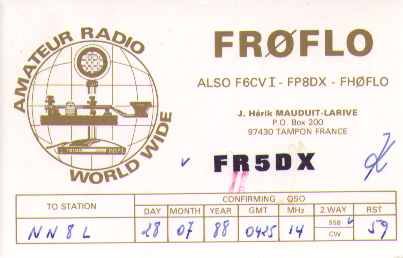 AMATEUR RADIO
WORLD WIDE
FRØFLO
ALSO F6CVI - FP8DX - FHØFLO
J. Hérik MAUDUIT-LARIVE
P.O. Box 200
97430 TAMPON FRANCE
FR5DX
TO STATION CONFIRMING QSO
DAY MONTH YEAR GMT MHz 2 WAY RST
NN8L 28 07 88 0425 14 SSB 59
CW